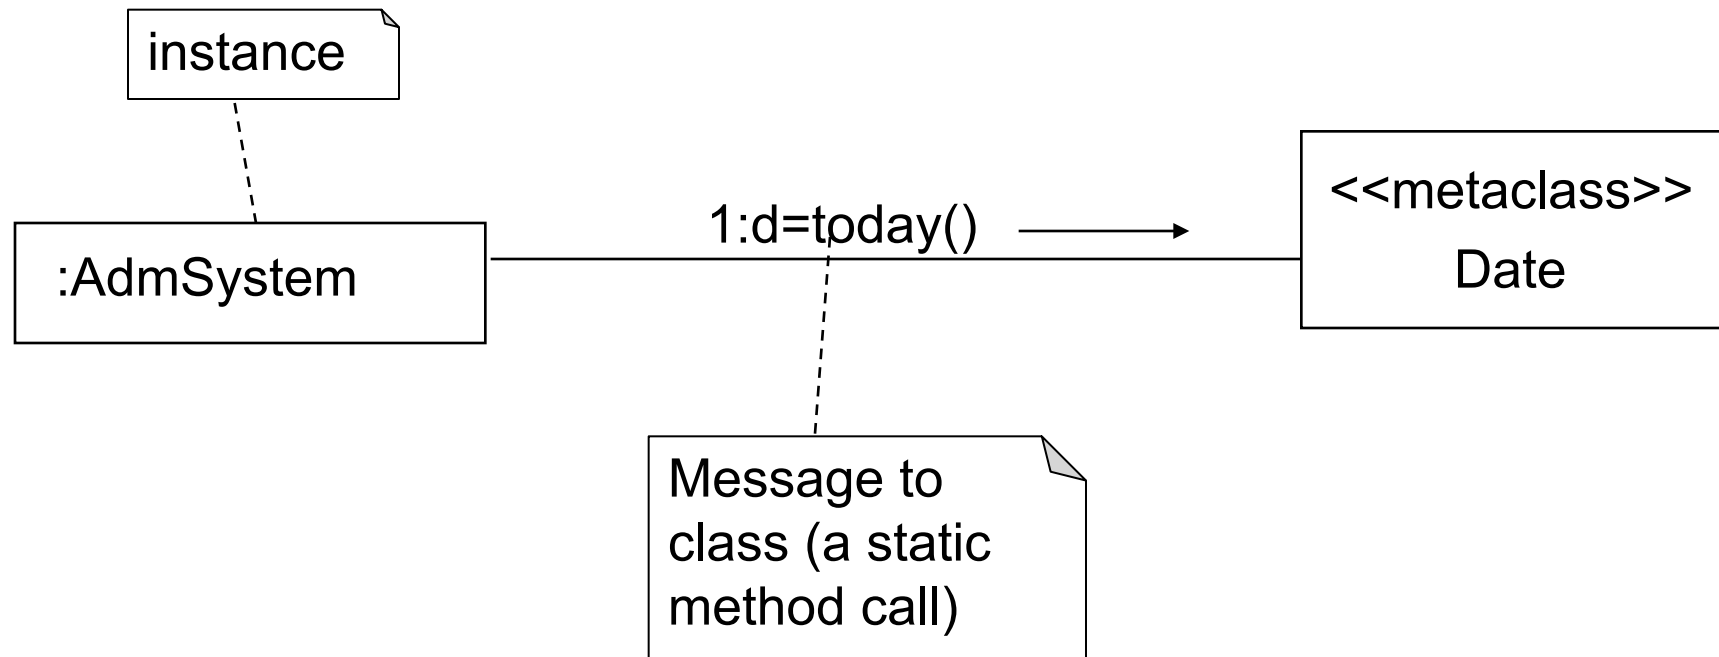 instance
:AdmSystem
1:d=today()
<<metaclass>>
Date
Message to
class (a static
method call)